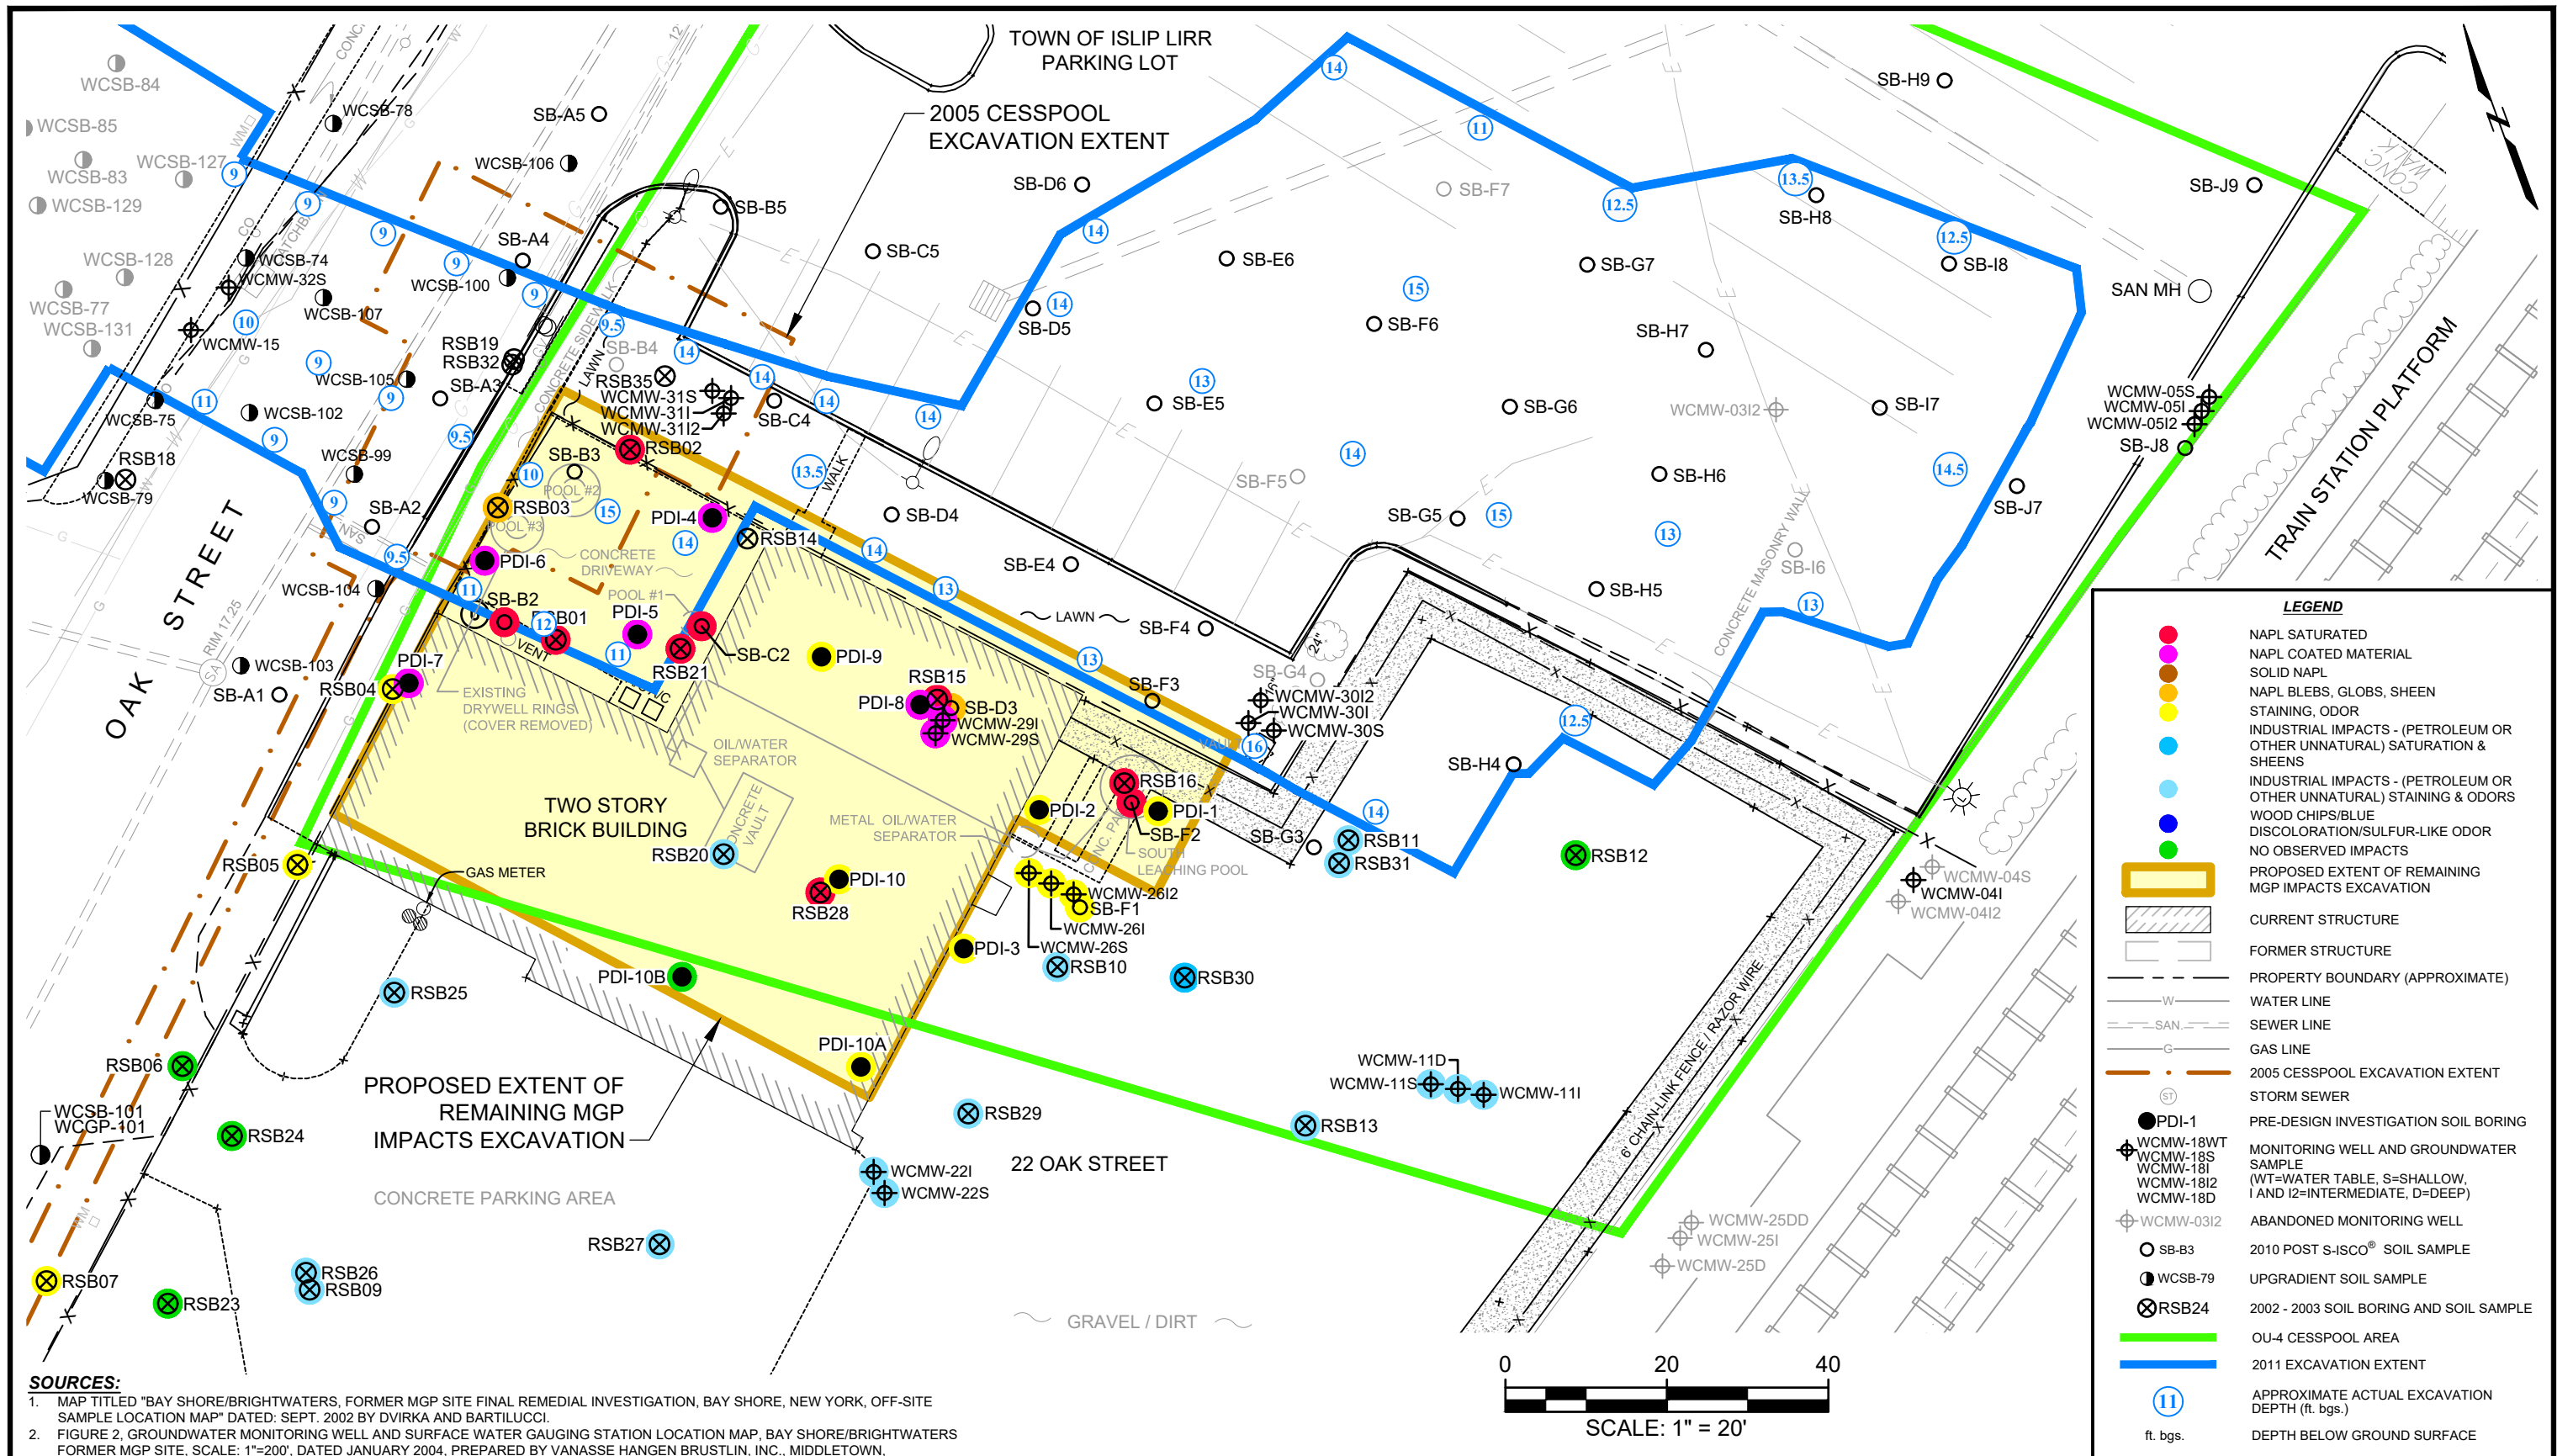 TOWN OF ISLIP LIRR
PARKING LOT
2005 CESSPOOL
EXCAVATION EXTENT
WCSB-84
WCSB-85
WCSB-83
WCSB-127
WCSB-129
WCSB-128
WCSB-77
WCSB-131
WCSB-78
WCSB-106
WCSB-74
WCMW-32S
WCSB-107
WCMW-15
WCSB-100
WCSB-105
WCSB-75
WCSB-102
WCSB-99
RSB18
WCSB-79
WCSB-104
WCSB-103
SB-A5
SB-A4
SB-A3
SB-A2
SB-A1
SB-B5
SB-B4
SB-B3
SB-B2
SB-C5
SB-C4
SB-C2
SB-D6
SB-D5
SB-D4
SB-D3
SB-E6
SB-E5
SB-E4
SB-F7
SB-F6
SB-F5
SB-F4
SB-F3
SB-F2
SB-F1
SB-G7
SB-G6
SB-G5
SB-G4
SB-G3
SB-H9
SB-H8
SB-H7
SB-H6
SB-H5
SB-H4
SB-I8
SB-I7
SB-I6
SB-J9
SB-J8
SB-J7
SAN MH
CONC.
WALK
TRAIN STATION PLATFORM
WCMW-05S
WCMW-05I
WCMW-05I2
WCMW-03I2
CONCRETE MASONRY WALL
RSB19
RSB32
RSB35
WCMW-31S
WCMW-31I
WCMW-31I2
LAWN
CONCRETE SIDEWALK
WALK
RSB02
RSB03
POOL #2
POOL #3
PDI-4
RSB14
PDI-6
CONCRETE
DRIVEWAY
POOL #1
PDI-5
RSB01
VENT
RSB21
PDI-7
RSB04
EXISTING
DRYWELL RINGS
(COVER REMOVED)
OIL/WATER
SEPARATOR
PDI-9
RSB15
PDI-8
WCMW-29I
WCMW-29S
LAWN
24"
16"
WCMW-30I2
WCMW-30I
WCMW-30S
OAK STREET
RIM 17.25
SAN
TWO STORY
BRICK BUILDING
CONCRETE
VAULT
METAL OIL/WATER
SEPARATOR
RSB20
PDI-2
RSB16
PDI-1
CONC. PAD
SOUTH
LEACHING POOL
RSB11
RSB31
RSB12
WCMW-04S
WCMW-04I
WCMW-04I2
RSB05
GAS METER
PDI-10
RSB28
WCMW-26I2
WCMW-26I
WCMW-26S
PDI-3
RSB10
RSB30
PDI-10B
RSB25
PDI-10A
RSB06
PROPOSED EXTENT OF
REMAINING MGP
IMPACTS EXCAVATION
RSB29
WCMW-11D
WCMW-11S
WCMW-11I
RSB13
6' CHAIN-LINK FENCE / RAZOR WIRE
WCSB-101
WCGP-101
RSB24
22 OAK STREET
WCMW-22I
WCMW-22S
CONCRETE PARKING AREA
RSB27
RSB26
RSB09
RSB07
RSB23
WCMW-25DD
WCMW-25I
WCMW-25D
GRAVEL / DIRT
0 20 40
SCALE: 1" = 20'
LEGEND
NAPL SATURATED
NAPL COATED MATERIAL
SOLID NAPL
NAPL BLEBS, GLOBS, SHEEN
STAINING, ODOR
INDUSTRIAL IMPACTS - (PETROLEUM OR
OTHER UNNATURAL) SATURATION &
SHEENS
INDUSTRIAL IMPACTS - (PETROLEUM OR
OTHER UNNATURAL) STAINING & ODORS
WOOD CHIPS/BLUE
DISCOLORATION/SULFUR-LIKE ODOR
NO OBSERVED IMPACTS
PROPOSED EXTENT OF REMAINING
MGP IMPACTS EXCAVATION
CURRENT STRUCTURE
FORMER STRUCTURE
PROPERTY BOUNDARY (APPROXIMATE)
W WATER LINE
SAN. SEWER LINE
G GAS LINE
2005 CESSPOOL EXCAVATION EXTENT
ST STORM SEWER
PDI-1 PRE-DESIGN INVESTIGATION SOIL BORING
WCMW-18WT
WCMW-18S
WCMW-18I
WCMW-18I2
WCMW-18D
MONITORING WELL AND GROUNDWATER
SAMPLE
(WT=WATER TABLE, S=SHALLOW,
I AND I2=INTERMEDIATE, D=DEEP)
WCMW-03I2 ABANDONED MONITORING WELL
SB-B3 2010 POST S-ISCO® SOIL SAMPLE
WCSB-79 UPGRADIENT SOIL SAMPLE
RSB24 2002 - 2003 SOIL BORING AND SOIL SAMPLE
OU-4 CESSPOOL AREA
2011 EXCAVATION EXTENT
11 APPROXIMATE ACTUAL EXCAVATION
DEPTH (ft. bgs.)
ft. bgs. DEPTH BELOW GROUND SURFACE
SOURCES:
1. MAP TITLED "BAY SHORE/BRIGHTWATERS, FORMER MGP SITE FINAL REMEDIAL INVESTIGATION, BAY SHORE, NEW YORK, OFF-SITE
SAMPLE LOCATION MAP" DATED: SEPT. 2002 BY DVIRKA AND BARTILUCCI.
2. FIGURE 2, GROUNDWATER MONITORING WELL AND SURFACE WATER GAUGING STATION LOCATION MAP, BAY SHORE/BRIGHTWATERS
FORMER MGP SITE, SCALE: 1"=200', DATED JANUARY 2004, PREPARED BY VANASSE HANGEN BRUSTLIN, INC., MIDDLETOWN,